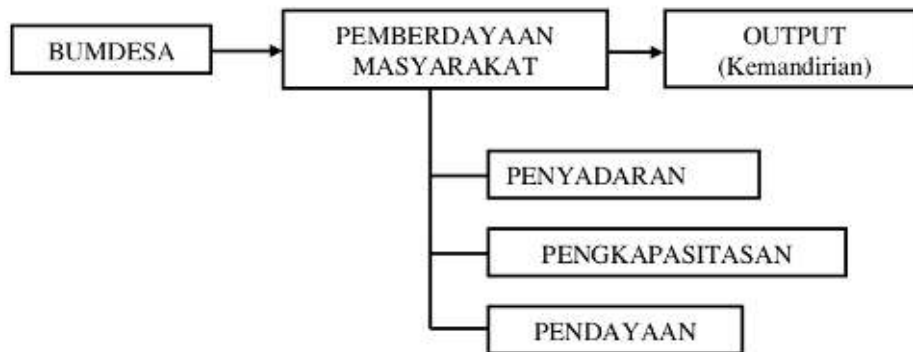 BUMDESA
PEMBERDAYAAN
MASYARAKAT
OUTPUT
(Kemandirian)
PENYADARAN
PENGKAPASITASAN
PENDAYAAN